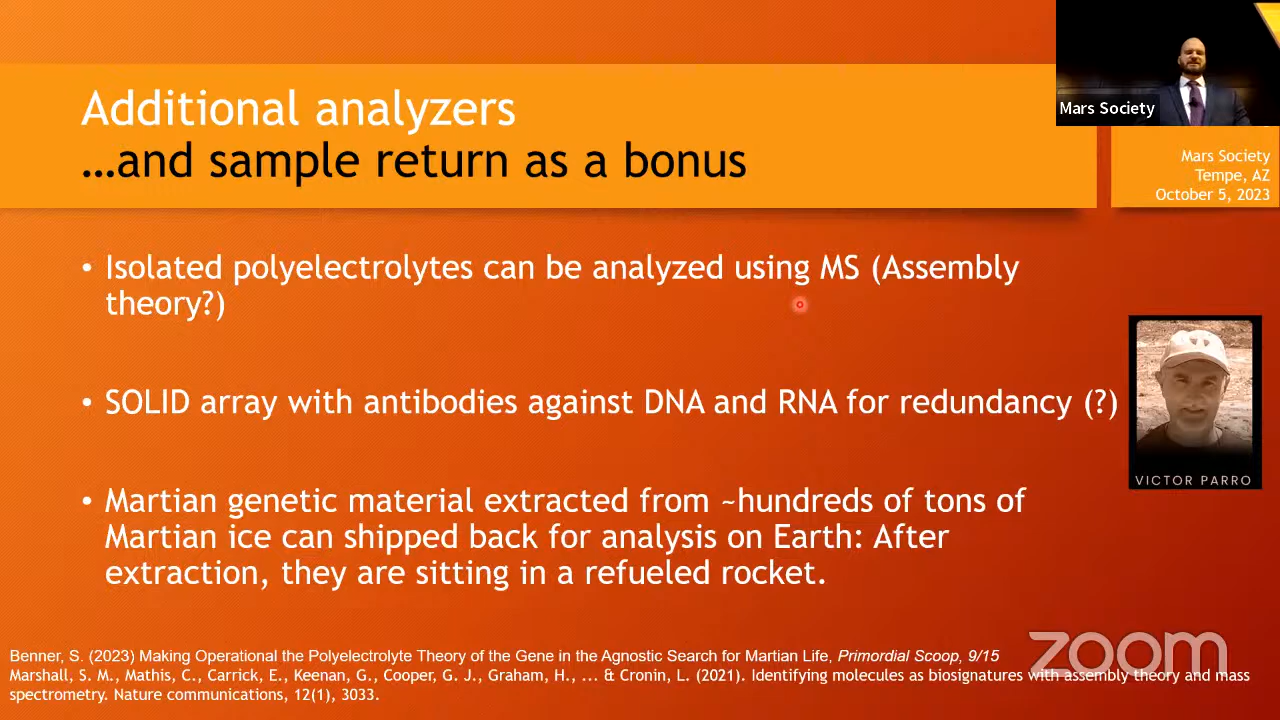 Additional analyzers
…and sample return as a bonus
Mars Society
Mars Society
Tempe, AZ
October 5, 2023
• Isolated polyelectrolytes can be analyzed using MS (Assembly
theory?)
• SOLID array with antibodies against DNA and RNA for redundancy (?)
VICTOR PARRO
• Martian genetic material extracted from ~hundreds of tons of
Martian ice can shipped back for analysis on Earth: After
extraction, they are sitting in a refueled rocket.
Benner, S. (2023) Making Operational the Polyelectrolyte Theory of the Gene in the Agnostic Search for Martian Life, Primordial Scoop, 9/15
Marshall, S. M., Mathis, C., Carrick, E., Keenan, G., Cooper, G. J., Graham, H., ... & Cronin, L. (2021). Identifying molecules as biosignatures with assembly theory and mass
spectrometry. Nature communications, 12(1), 3033.
zoom